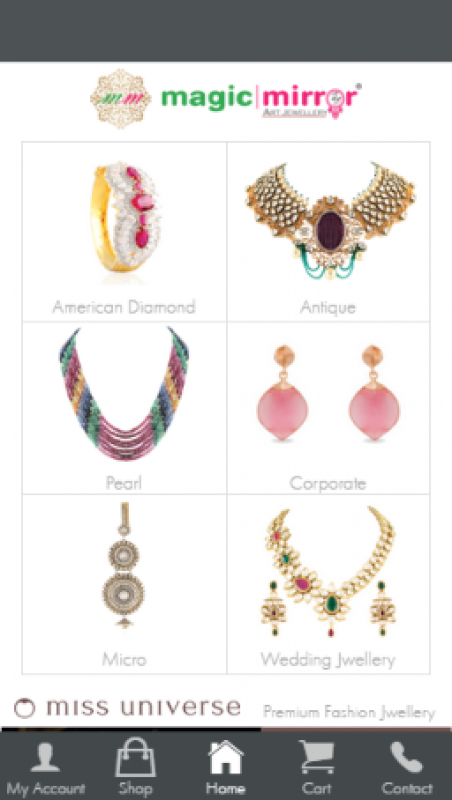 mm magic|mirror®
ART JEWELLERY
American Diamond
Antique
Pearl
Corporate
Micro
Wedding Jwellery
miss universe Premium Fashion Jwellery
My Account Shop Home Cart Contact